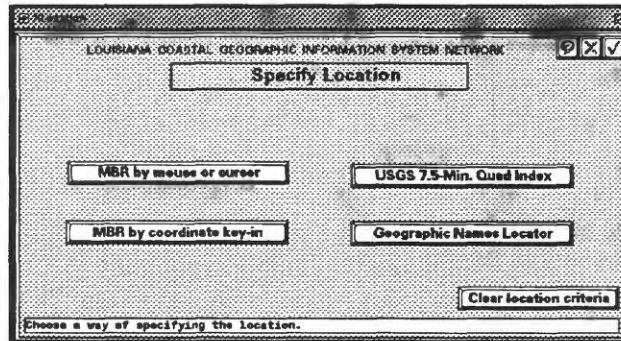 LOUISIANA COASTAL GEOGRAPHIC INFORMATION SYSTEM NETWORK
Specify Location
MBR by mouse or cursor
USGS 7.5-Min. Quad Index
MBR by coordinate key-in
Geographic Names Locator
Clear location criteria
Choose a way of specifying the location.